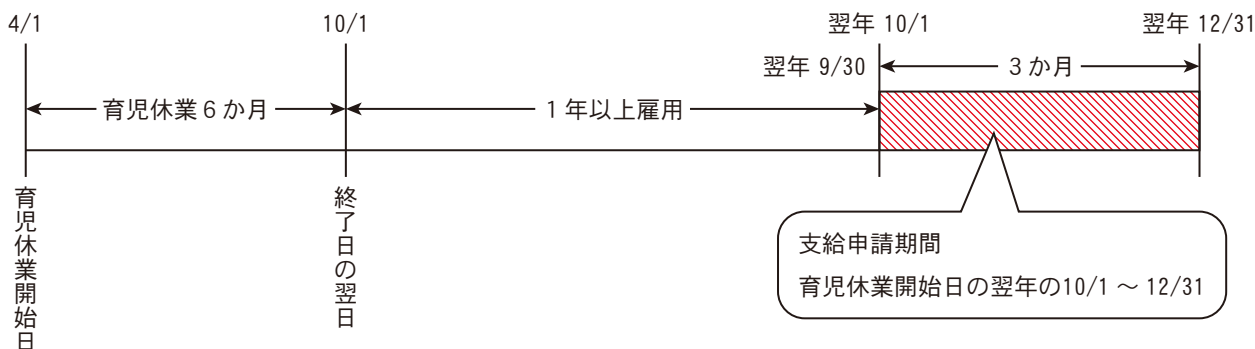 4/1
10/1
翌年 10/1
翌年 12/31
翌年 9/30
3か月
育児休業6か月
1年以上雇用
育児休業開始日
終了日の翌日
支給申請期間
育児休業開始日の翌年の10/1 ～ 12/31